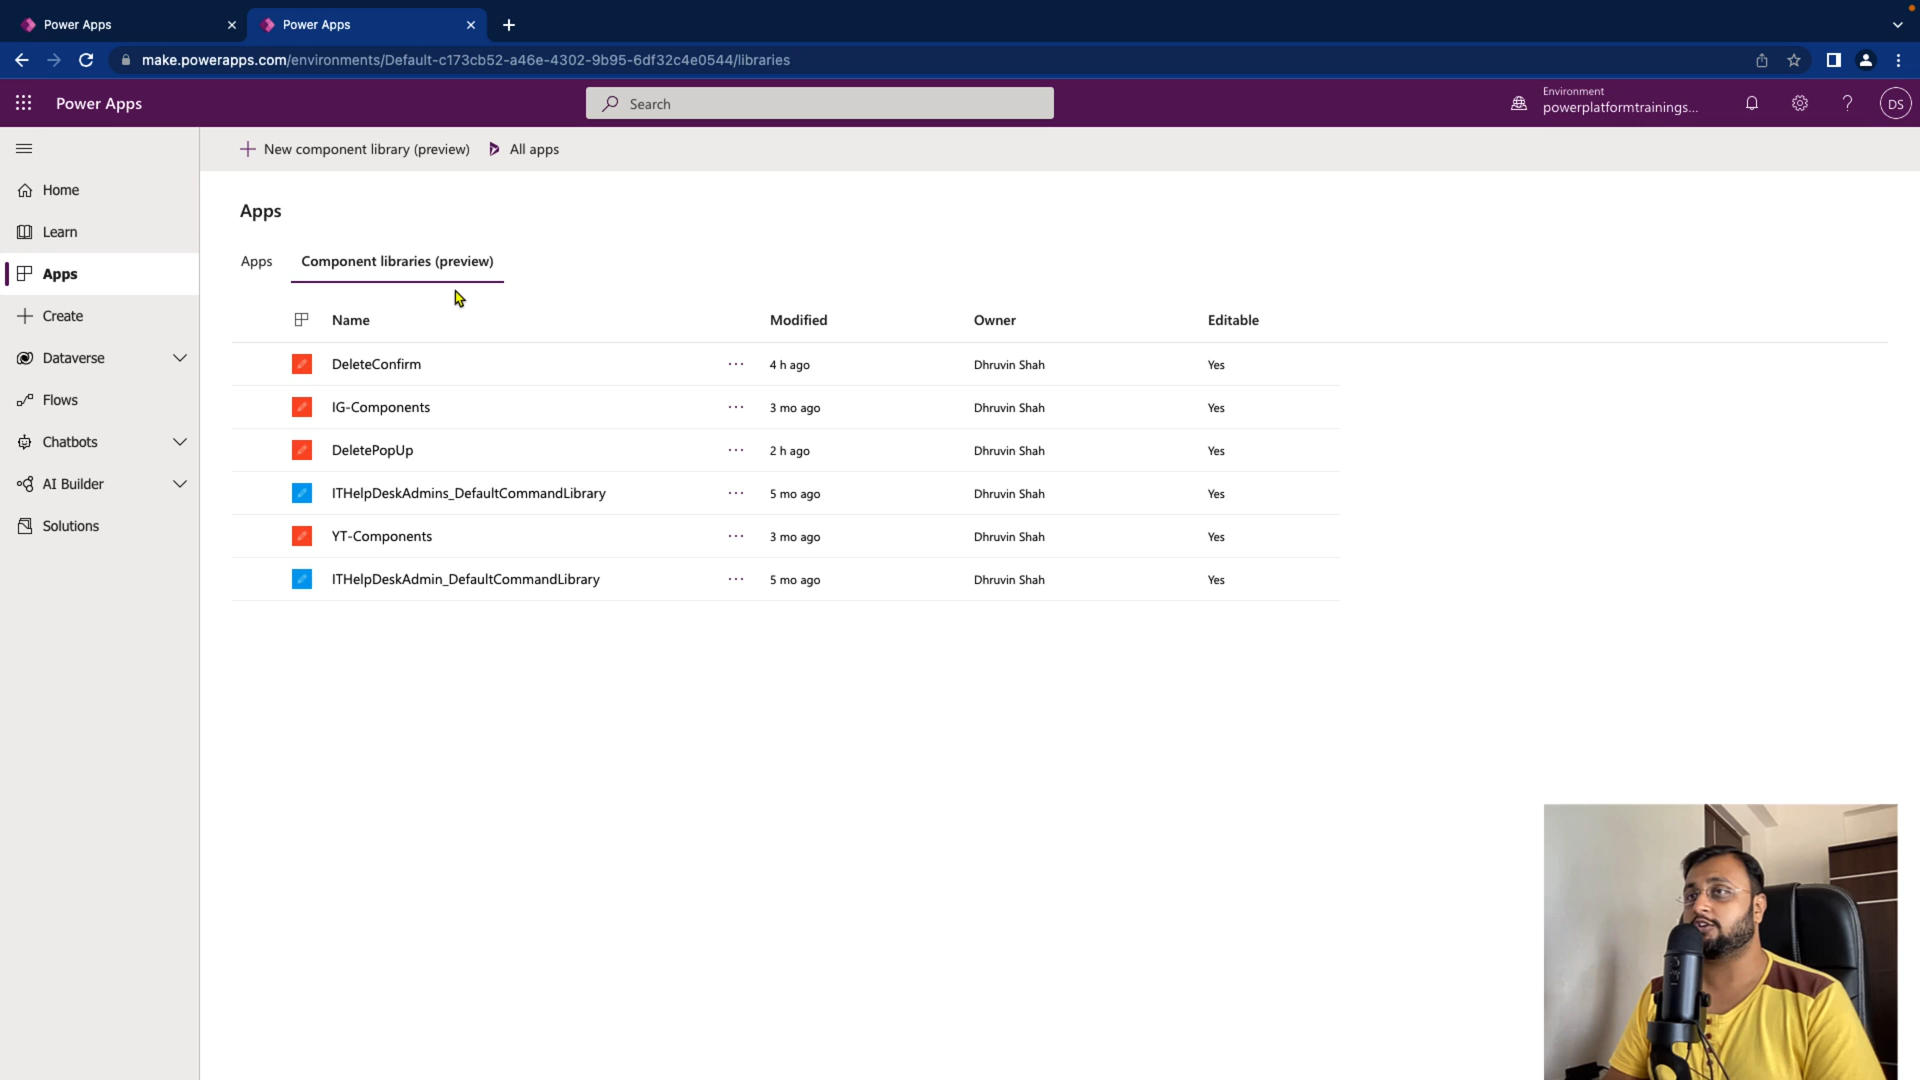 Power Apps
Power Apps
make.powerapps.com/environments/Default-c173cb52-a46e-4302-9b95-6df32c4e0544/libraries
Power Apps
Search
Environment
powerplatformtrainings...
DS
New component library (preview)
All apps
Home
Learn
Apps
Create
Dataverse
Flows
Chatbots
AI Builder
Solutions
Apps
Apps
Component libraries (preview)
Name Modified Owner Editable
DeleteConfirm ... 4 h ago Dhruvin Shah Yes
IG-Components ... 3 mo ago Dhruvin Shah Yes
DeletePopUp ... 2 h ago Dhruvin Shah Yes
ITHelpDeskAdmins_DefaultCommandLibrary ... 5 mo ago Dhruvin Shah Yes
YT-Components ... 3 mo ago Dhruvin Shah Yes
ITHelpDeskAdmin_DefaultCommandLibrary ... 5 mo ago Dhruvin Shah Yes